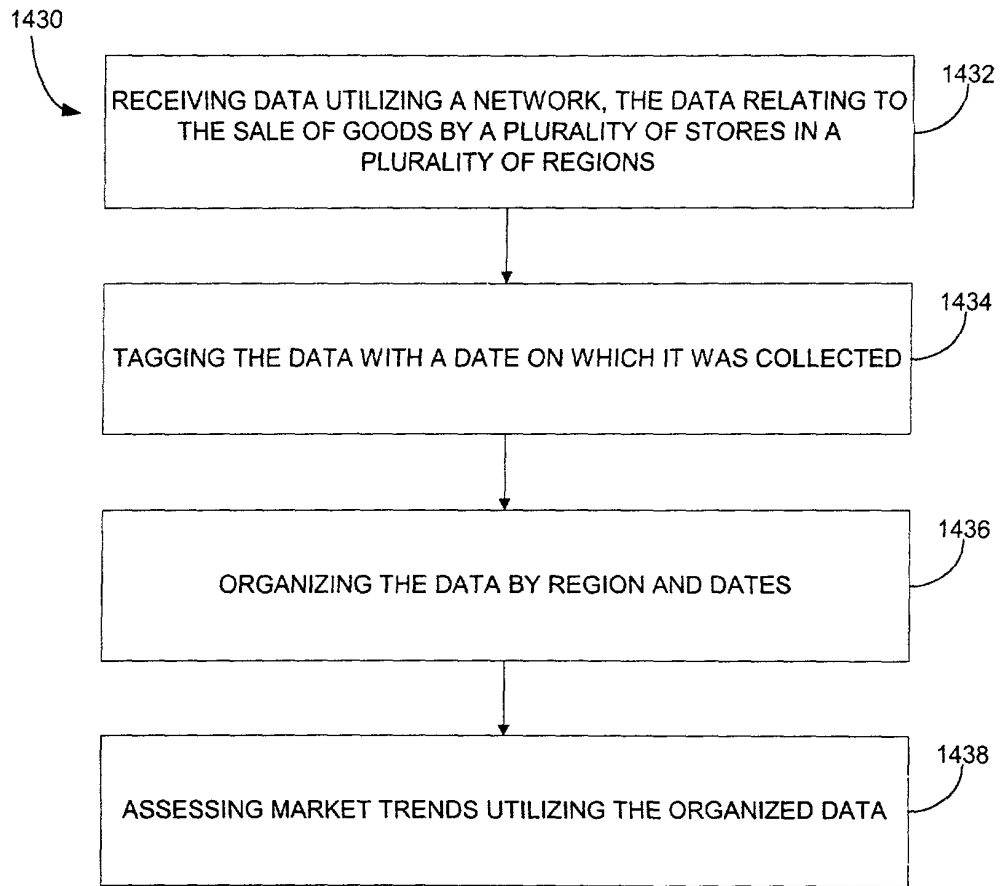 1430
1432
RECEIVING DATA UTILIZING A NETWORK, THE DATA RELATING TO
THE SALE OF GOODS BY A PLURALITY OF STORES IN A
PLURALITY OF REGIONS
1434
TAGGING THE DATA WITH A DATE ON WHICH IT WAS COLLECTED
1436
ORGANIZING THE DATA BY REGION AND DATES
1438
ASSESSING MARKET TRENDS UTILIZING THE ORGANIZED DATA